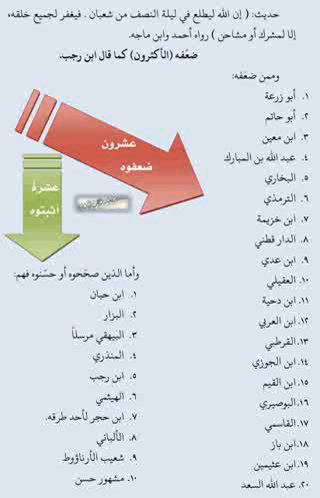 حديث: ( إن الله ليطلع في ليلة النصف من شعبان . فيغفر لجميع خلقه،
إلا لمشرك أو مشاحن ) رواه أحمد وابن ماجه.
ضعّفه (الأكثرون) كما قال ابن رجب.
وممن ضعّفه:
١. أبو زرعة
٢. أبو حاتم
٣. ابن معين
٤. عبد الله بن المبارك
٥. البخاري
٦. الترمذي
٧. ابن خزيمة
٨. الدار قطني
٩. ابن عدي
١٠. العقيلي
١١. ابن دحية
١٢. ابن العربي
١٣. القرطبي
١٤. ابن الجوزي
١٥. ابن القيم
١٦. البوصيري
١٧. القاسمي
١٨. ابن باز
١٩. ابن عثيمين
٢٠. عبد الله السعد
عشرون
ضعفوه
عشرة
أثبتوه
وأما الذين صححوه أو حسّنوه فهم:
١. ابن حبان
٢. البزار
٣. البيهقي مرسلاً
٤. المنذري
٥. ابن رجب
٦. الهيثمي
٧. ابن حجر لأحد طرقه.
٨. الألباني
٩. شعيب الأرناؤوط
١٠. مشهور حسن